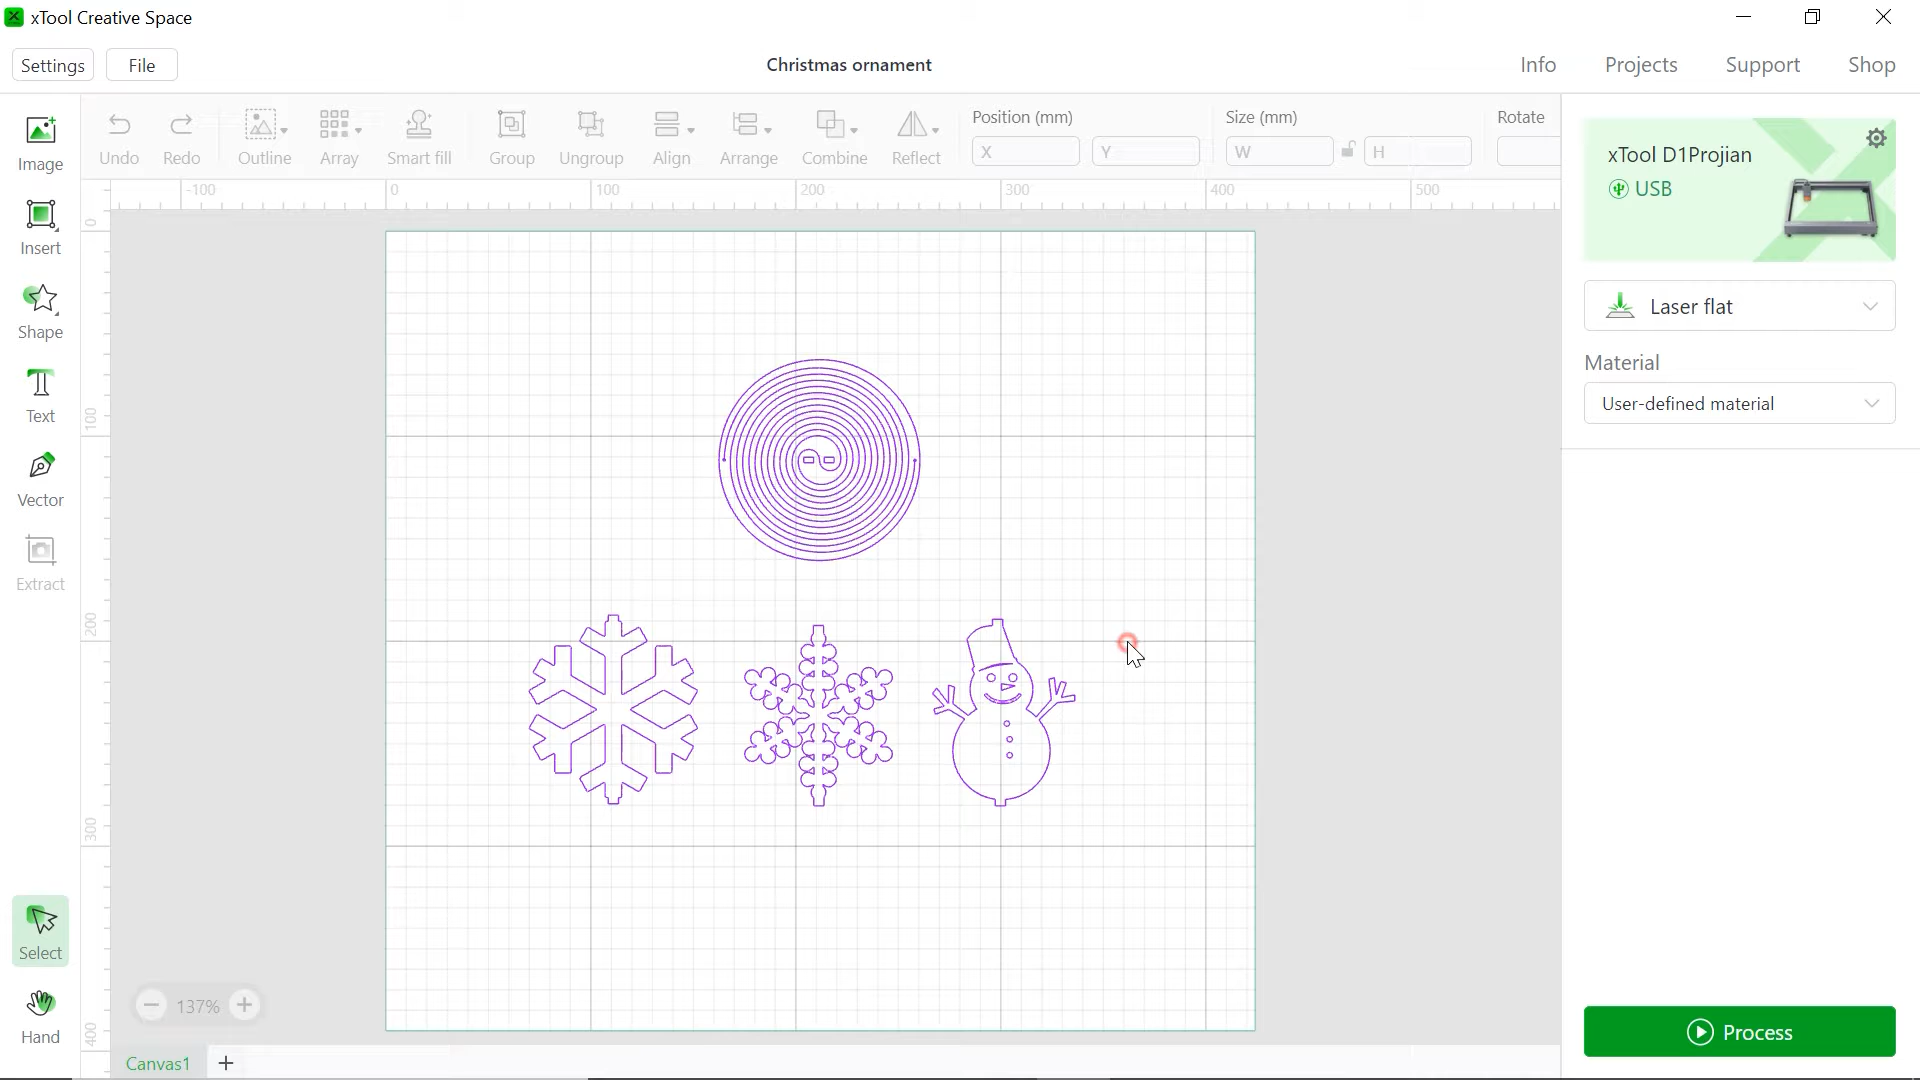 xTool Creative Space
Settings
File
Christmas ornament
Info
Projects
Support
Shop
Undo
Redo
Outline
Array
Smart fill
Group
Ungroup
Align
Arrange
Combine
Reflect
Position (mm)
X
Y
Size (mm)
W
H
Rotate
-100
0
100
200
300
400
500
0
100
200
300
400
Image
Insert
Shape
Text
Vector
Extract
Select
Hand
137%
Canvas1
xTool D1Projian
USB
Laser flat
Material
User-defined material
Process